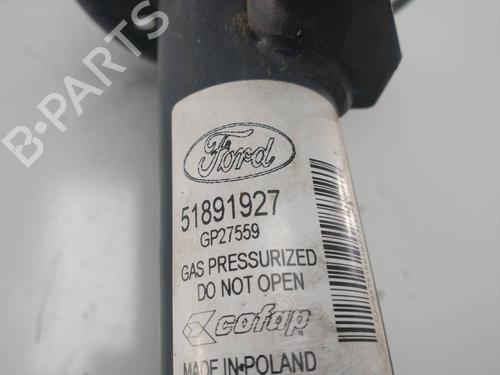 B-PARTS
Ford
51891927
GP27559
GAS PRESSURIZED
DO NOT OPEN
cofap
MADE IN POLAND